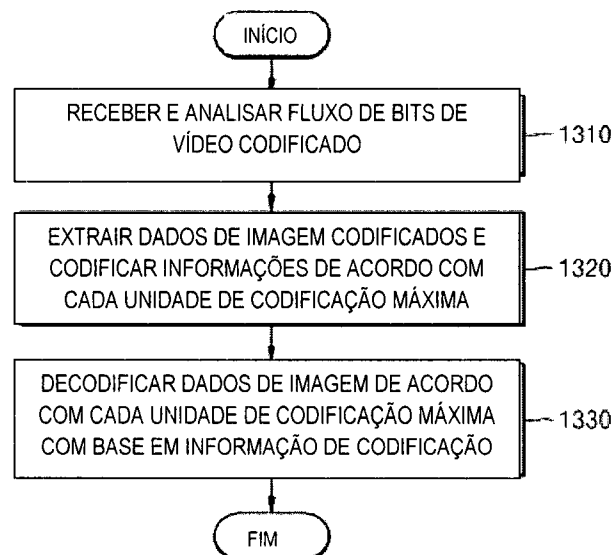 INÍCIO
RECEBER E ANALISAR FLUXO DE BITS DE
VÍDEO CODIFICADO
1310
EXTRAIR DADOS DE IMAGEM CODIFICADOS E
CODIFICAR INFORMAÇÕES DE ACORDO COM
CADA UNIDADE DE CODIFICAÇÃO MÁXIMA
1320
DECODIFICAR DADOS DE IMAGEM DE ACORDO
COM CADA UNIDADE DE CODIFICAÇÃO MÁXIMA
COM BASE EM INFORMAÇÃO DE CODIFICAÇÃO
1330
FIM